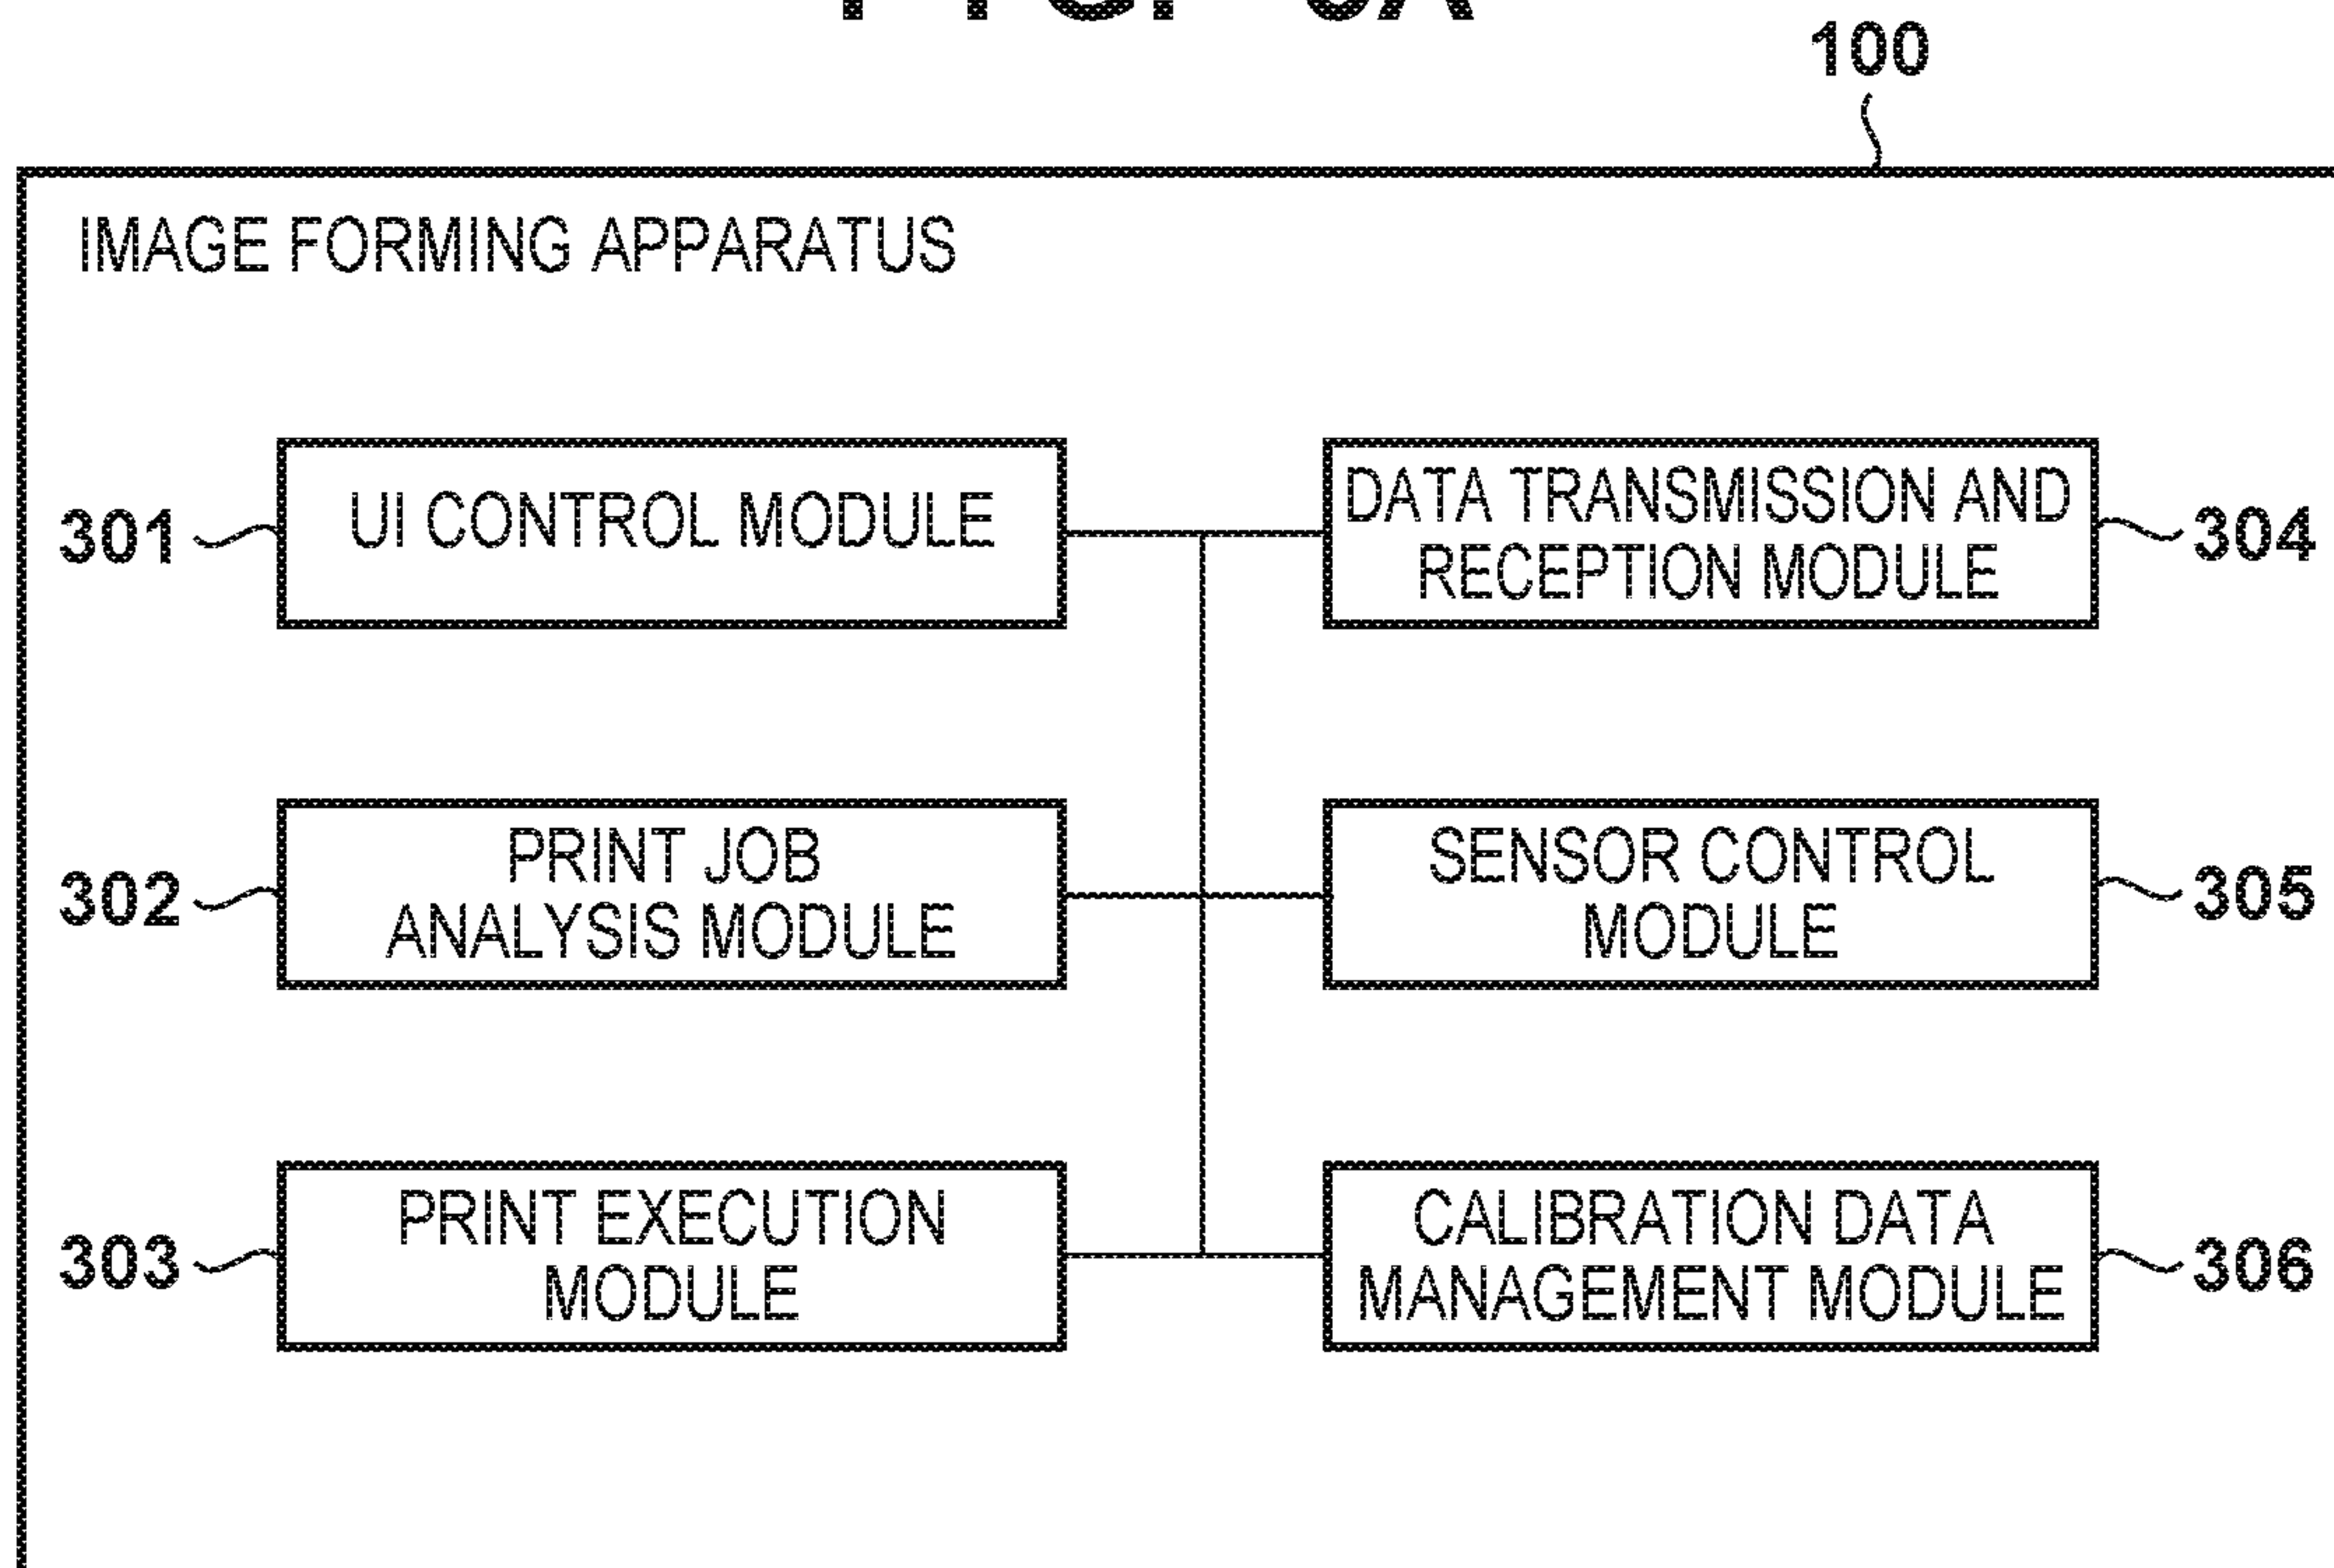 100
IMAGE FORMING APPARATUS
301
UI CONTROL MODULE
DATA TRANSMISSION AND
RECEPTION MODULE
304
302
PRINT JOB
ANALYSIS MODULE
SENSOR CONTROL
MODULE
305
303
PRINT EXECUTION
MODULE
CALIBRATION DATA
MANAGEMENT MODULE
306